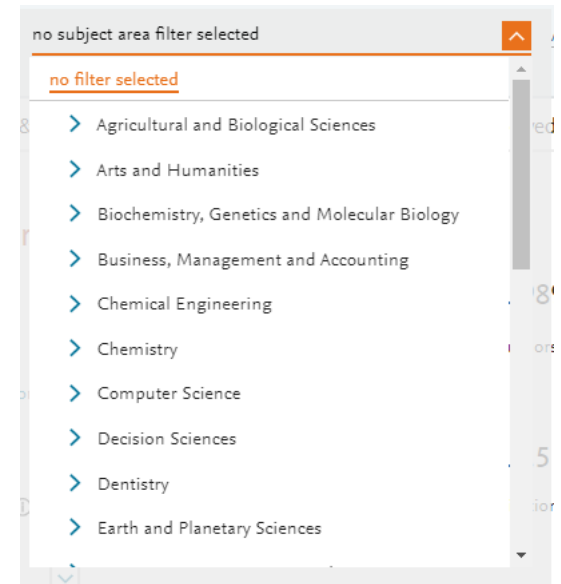 no subject area filter selected
no filter selected
Agricultural and Biological Sciences
Arts and Humanities
Biochemistry, Genetics and Molecular Biology
Business, Management and Accounting
Chemical Engineering
Chemistry
Computer Science
Decision Sciences
Dentistry
Earth and Planetary Sciences